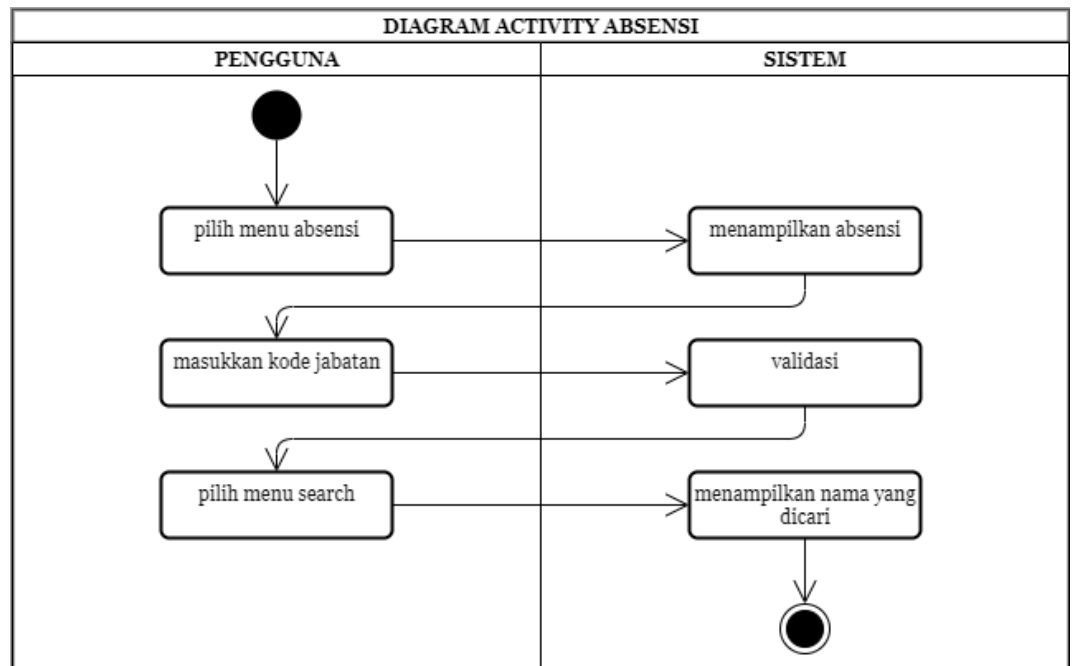 DIAGRAM ACTIVITY ABSENSI
PENGGUNA
SISTEM
pilih menu absensi
menampilkan absensi
masukkan kode jabatan
validasi
pilih menu search
menampilkan nama yang
dicari